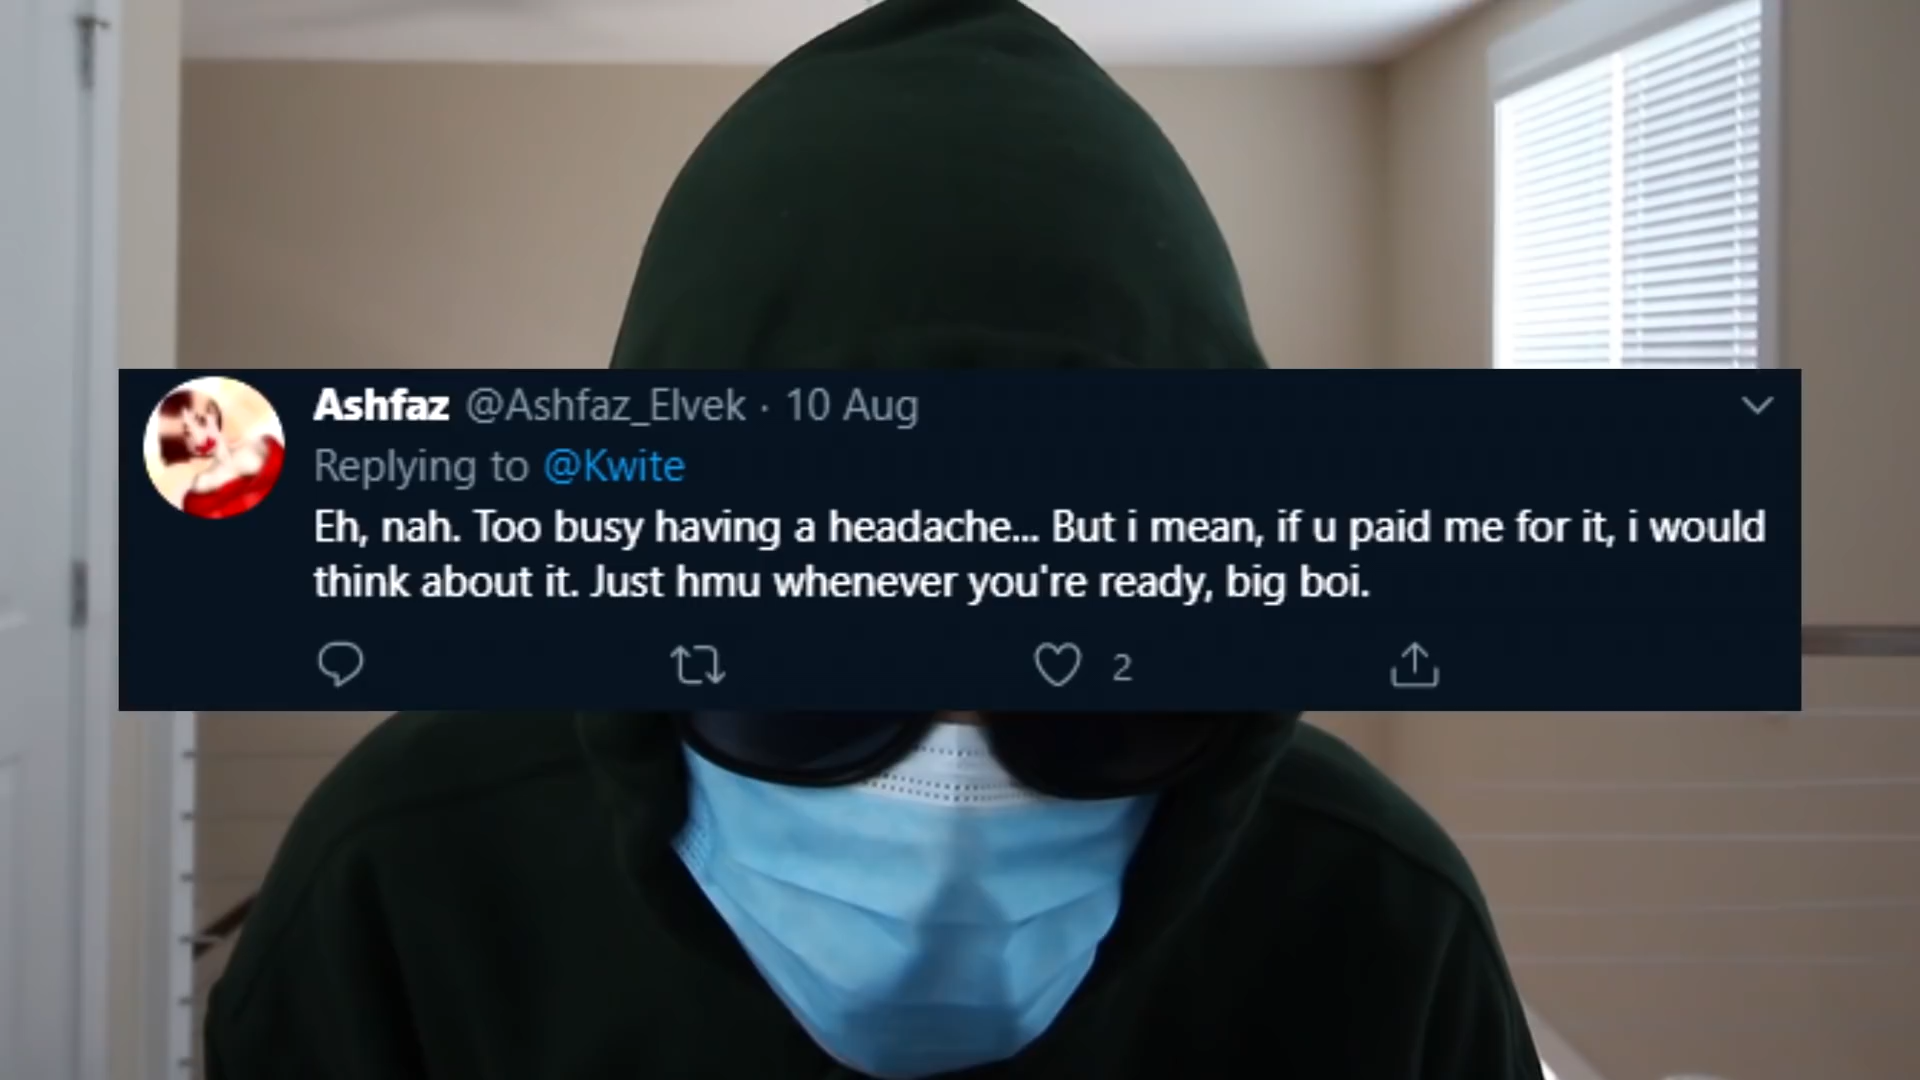 Ashfaz @Ashfaz_Elvek · 10 Aug
Replying to @Kwite
Eh, nah. Too busy having a headache... But i mean, if u paid me for it, i would
think about it. Just hmu whenever you're ready, big boi.
2